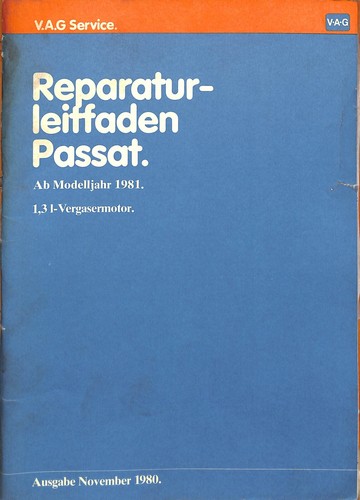 V.A.G Service.
V·A·G
Reparatur-
leitfaden
Passat.
Ab Modelljahr 1981.
1,3 l-Vergasermotor.
Ausgabe November 1980.